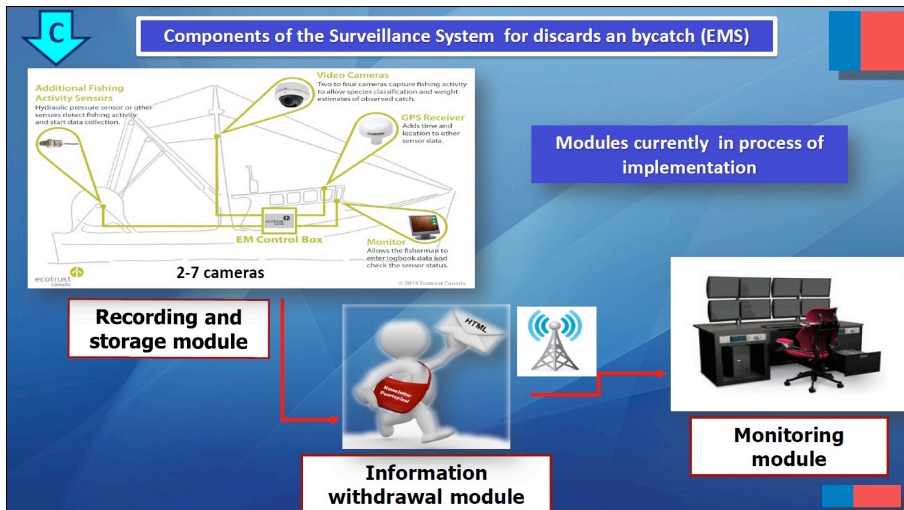 C
Components of the Surveillance System for discards an bycatch (EMS)
Additional Fishing
Activity Sensors
Hydraulic pressure sensor or other
sensors detect fishing activity
and start data collection.
Video Cameras
Two to four cameras capture fishing activity
to allow species classification and weight
estimates of observed catch.
GPS Receiver
Adds time and
location to other
sensor data.
EM Control Box
Monitor
Allows the fisherman to
enter logbook data and
check the sensor status.
ecotrust
canada
2-7 cameras
© 2014 Ecotrust Canada
Modules currently in process of
implementation
Recording and
storage module
HTML
Newsletter
Information
withdrawal module
Monitoring
module